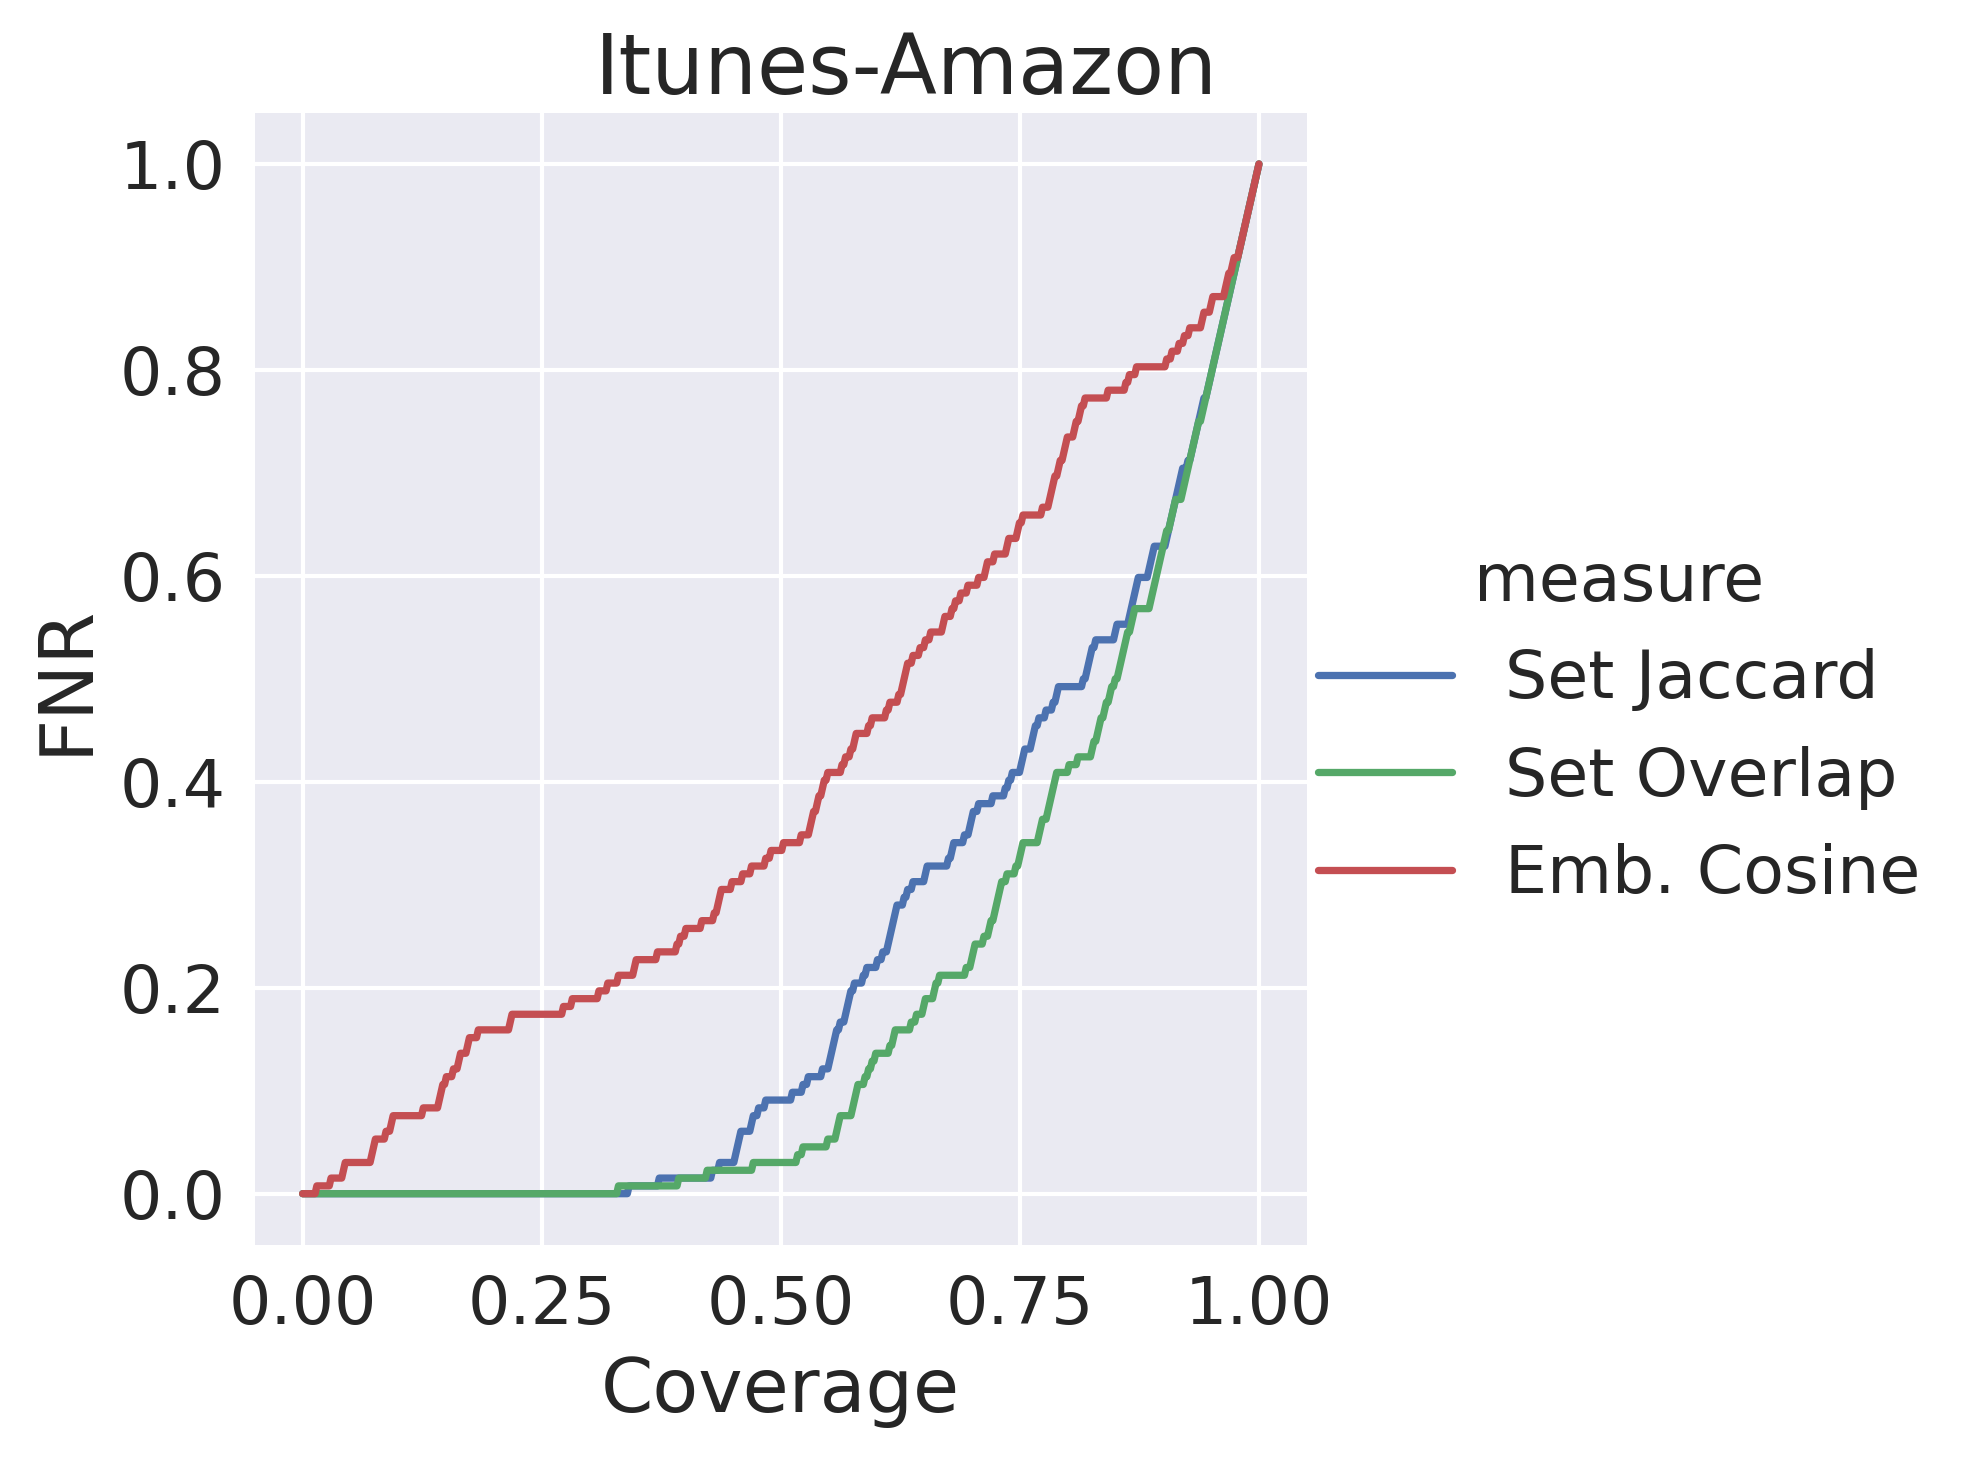 Itunes-Amazon
1.0
0.8
0.6
0.4
0.2
0.0
FNR
0.00 0.25 0.50 0.75 1.00
Coverage
measure
Set Jaccard
Set Overlap
Emb. Cosine